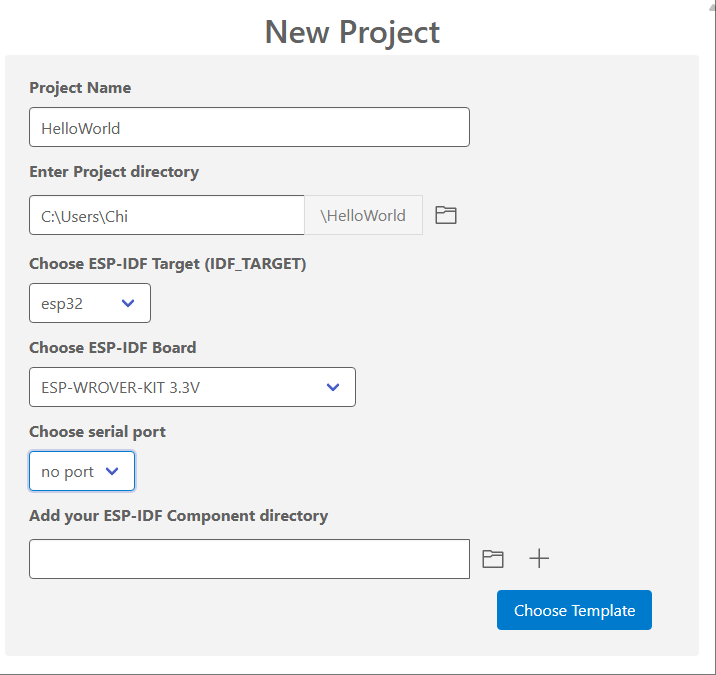 New Project
Project Name
HelloWorld
Enter Project directory
C:\Users\Chi \HelloWorld
Choose ESP-IDF Target (IDF_TARGET)
esp32
Choose ESP-IDF Board
ESP-WROVER-KIT 3.3V
Choose serial port
no port
Add your ESP-IDF Component directory
Choose Template